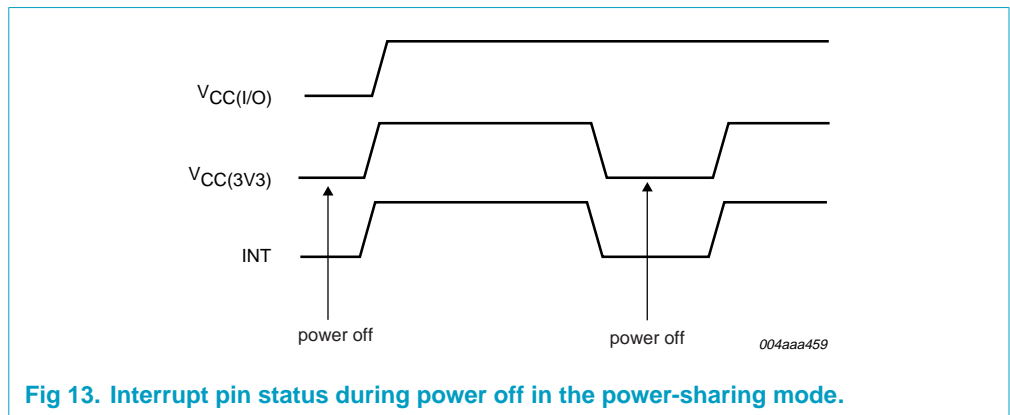 VCC(I/O)
VCC(3V3)
INT
power off
power off
004aaa459
Fig 13. Interrupt pin status during power off in the power-sharing mode.